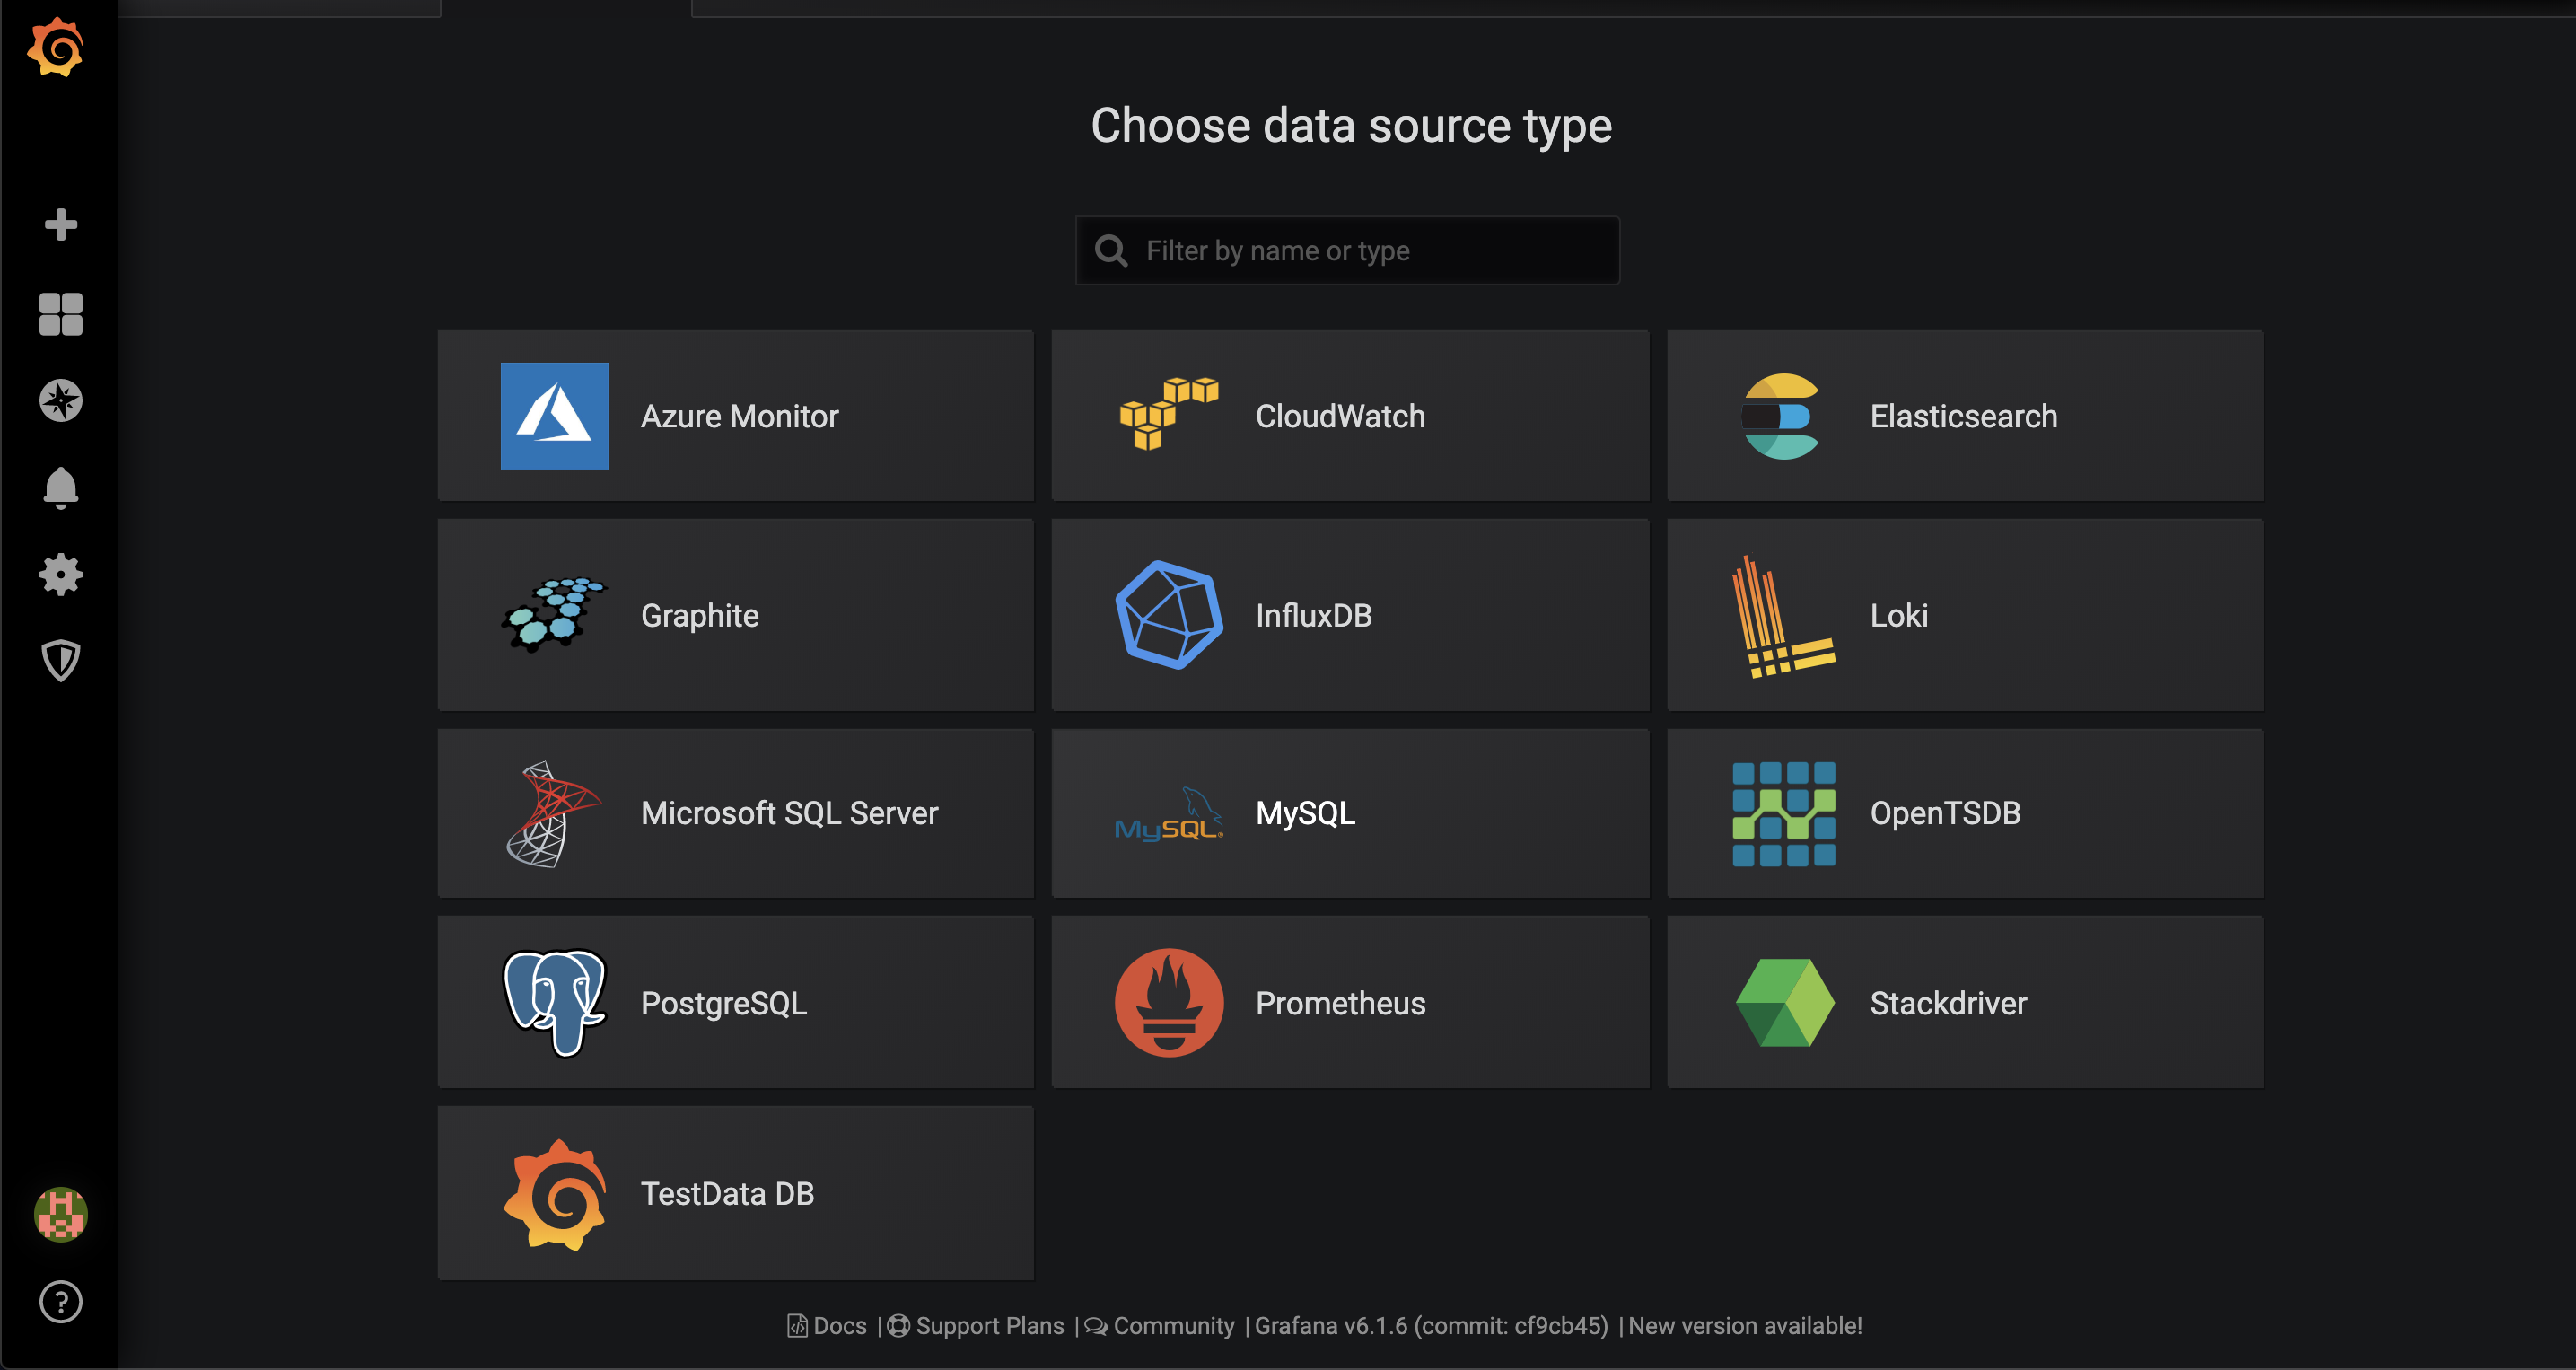 Choose data source type
Filter by name or type
Azure Monitor
CloudWatch
Elasticsearch
Graphite
InfluxDB
Loki
Microsoft SQL Server
MySQL®
MySQL
OpenTSDB
PostgreSQL
Prometheus
Stackdriver
TestData DB
?
Docs | Support Plans | Community | Grafana v6.1.6 (commit: cf9cb45) | New version available!